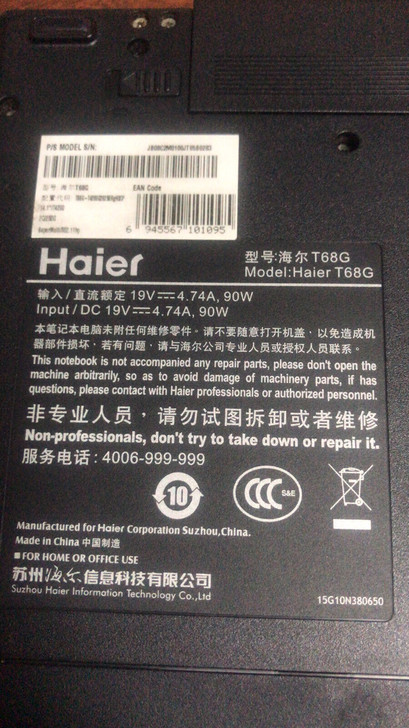 P/S MODEL S/N:
型号: 海尔T68G
EAN Code
6 945567 101095
Haier
型号:海尔 T68G
Model:Haier T68G
输入/直流额定 19V⎓4.74A, 90W
Input / DC 19V⎓4.74A, 90W
本笔记本电脑未附任何维修零件。请不要随意打开机盖，以免造成机
器部件损坏，若有问题，请与海尔公司专业人员或授权人员联系。
This notebook is not accompanied any repair parts, please don't open the
machine arbitrarily, so as to avoid damage of machinery parts, if has
questions, please contact with Haier professionals or authorized personnel.
非专业人员，请勿试图拆卸或者维修
Non-professionals, don't try to take down or repair it.
服务电话: 4006-999-999
10
CCC S&E
Manufactured for Haier Corporation Suzhou,China.
Made in China 中国制造
■ FOR HOME OR OFFICE USE
苏州海尔信息科技有限公司
Suzhou Haier Information Technology Co.,Ltd
15G10N380650